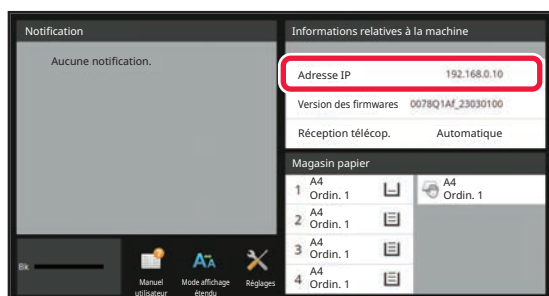 Notification
Aucune notification.
Informations relatives à la machine
Adresse IP 192.168.0.10
Version des firmwares 0078Q1Af_23030100
Réception télécop. Automatique
Magasin papier
1 A4
Ordin. 1
A4
Ordin. 1
2 A4
Ordin. 1
3 A4
Ordin. 1
4 A4
Ordin. 1
Bk
Manuel
utilisateur
Mode affichage
étendu
Réglages